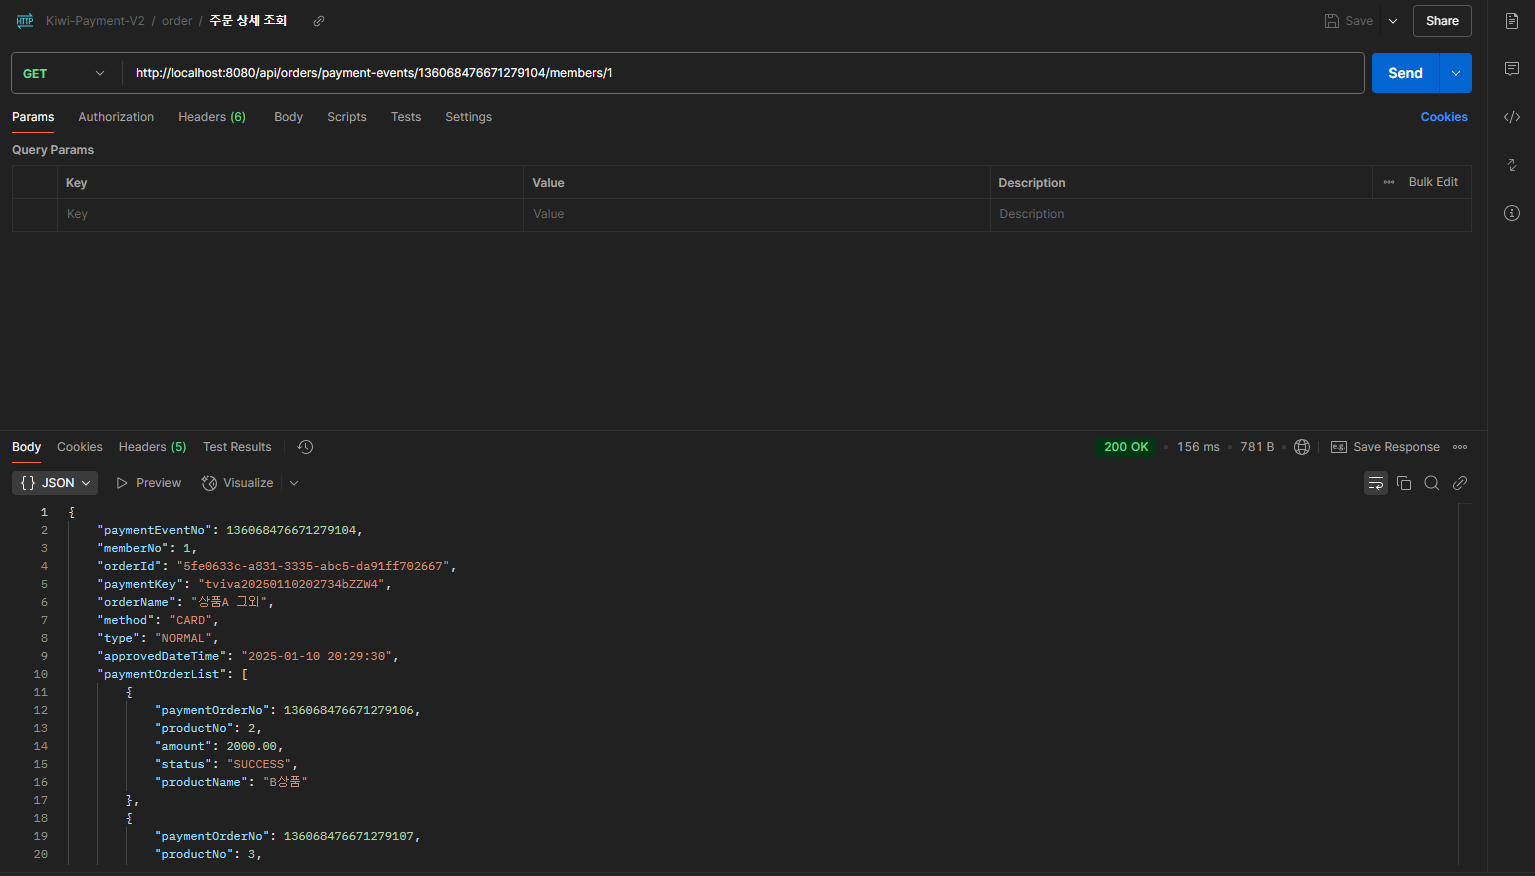 HTTP Kiwi-Payment-V2 / order / 주문 상세 조회 Save Share
GET http://localhost:8080/api/orders/payment-events/136068476671279104/members/1 Send
Params Authorization Headers (6) Body Scripts Tests Settings Cookies
Query Params
Key Value Description Bulk Edit
Key Value Description
Body Cookies Headers (5) Test Results 200 OK 156 ms 781 B e.g. Save Response
{} JSON Preview Visualize
1 {
2 "paymentEventNo": 136068476671279104,
3 "memberNo": 1,
4 "orderId": "5fe0633c-a831-3335-abc5-da91ff702667",
5 "paymentKey": "tviva20250110202734bZZW4",
6 "orderName": "상품A 그외",
7 "method": "CARD",
8 "type": "NORMAL",
9 "approvedDateTime": "2025-01-10 20:29:30",
10 "paymentOrderList": [
11 {
12 "paymentOrderNo": 136068476671279106,
13 "productNo": 2,
14 "amount": 2000.00,
15 "status": "SUCCESS",
16 "productName": "B상품"
17 },
18 {
19 "paymentOrderNo": 136068476671279107,
20 "productNo": 3,